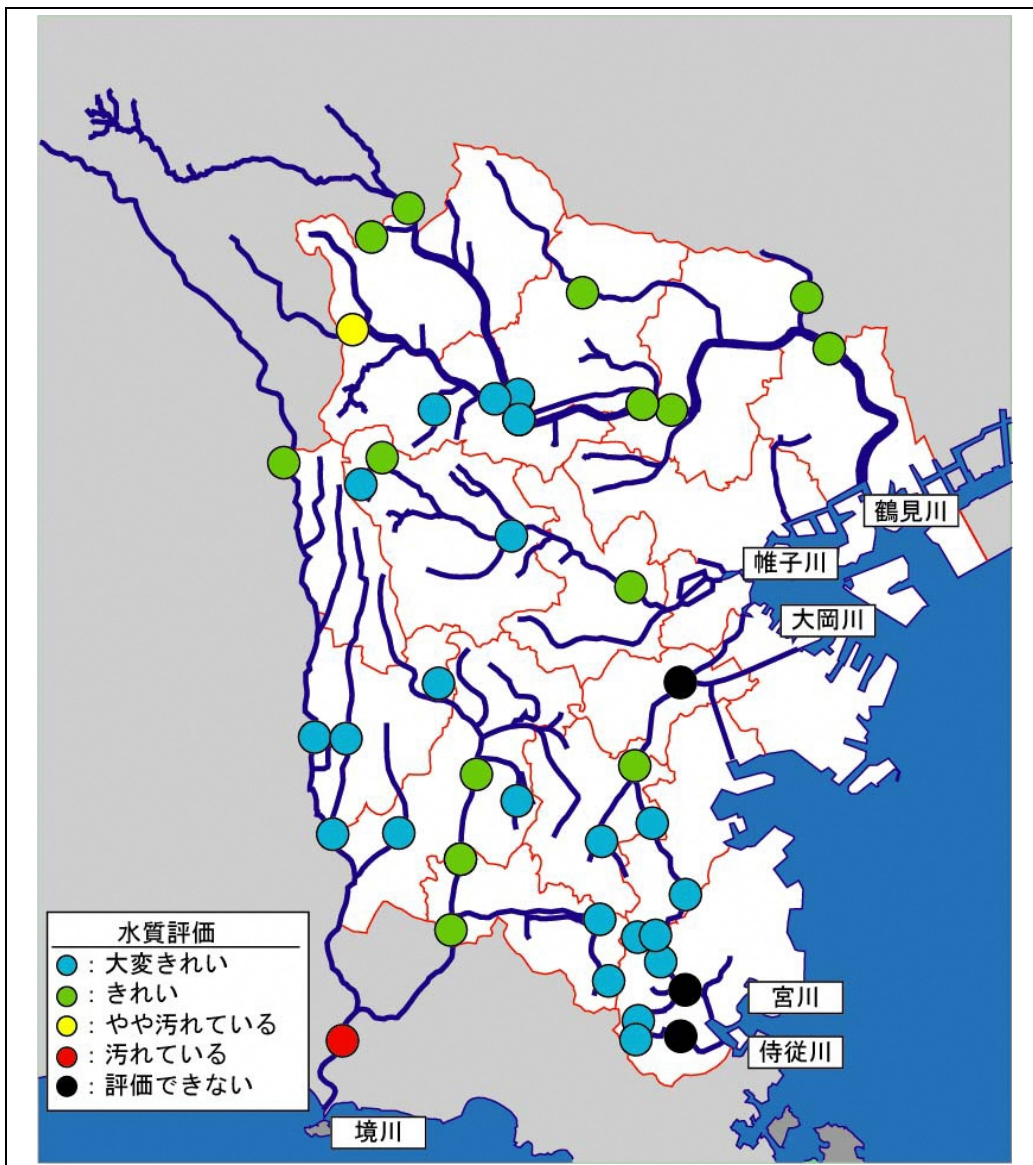 鶴見川
帷子川
大岡川
水質評価
：大変きれい
：きれい
：やや汚れている
：汚れている
：評価できない
宮川
侍従川
境川